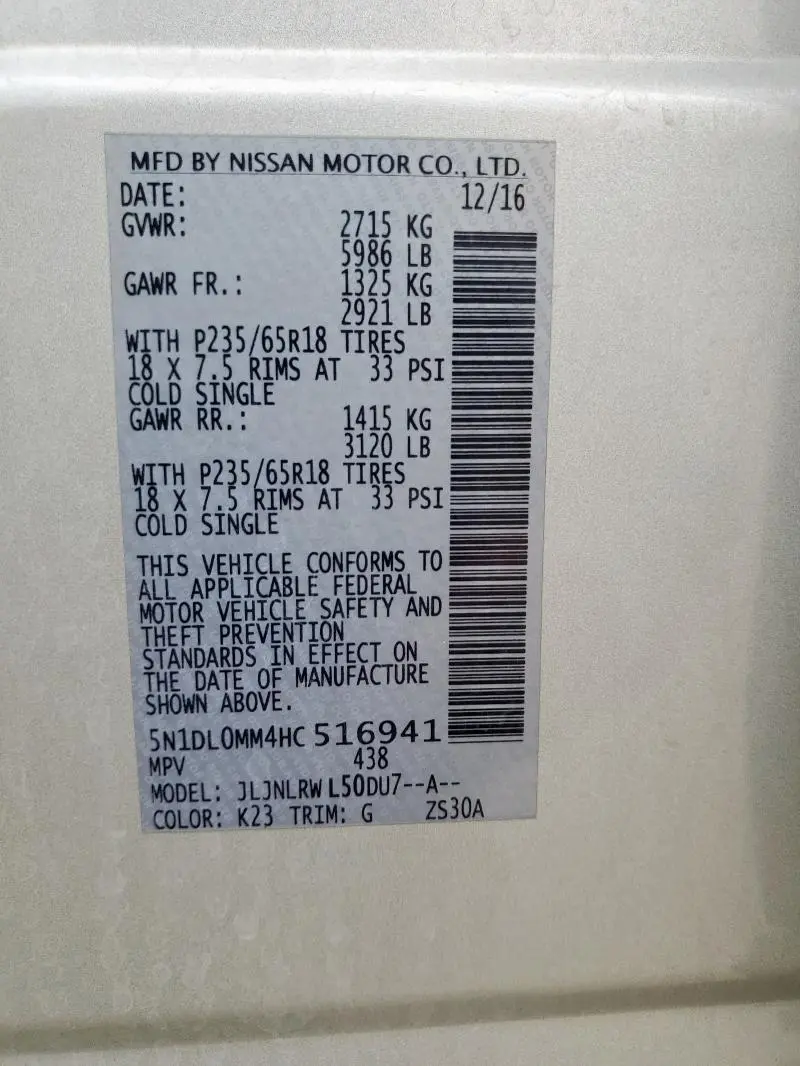 MFD BY NISSAN MOTOR CO., LTD.
DATE: 12/16
GVWR: 2715 KG
5986 LB
GAWR FR.: 1325 KG
2921 LB
WITH P235/65R18 TIRES
18 X 7.5 RIMS AT 33 PSI
COLD SINGLE
GAWR RR.: 1415 KG
3120 LB
WITH P235/65R18 TIRES
18 X 7.5 RIMS AT 33 PSI
COLD SINGLE
THIS VEHICLE CONFORMS TO
ALL APPLICABLE FEDERAL
MOTOR VEHICLE SAFETY AND
THEFT PREVENTION
STANDARDS IN EFFECT ON
THE DATE OF MANUFACTURE
SHOWN ABOVE.
5N1DL0MM4HC 516941
MPV 438
MODEL: JLJNLRW L50DU7--A--
COLOR: K23 TRIM: G ZS30A